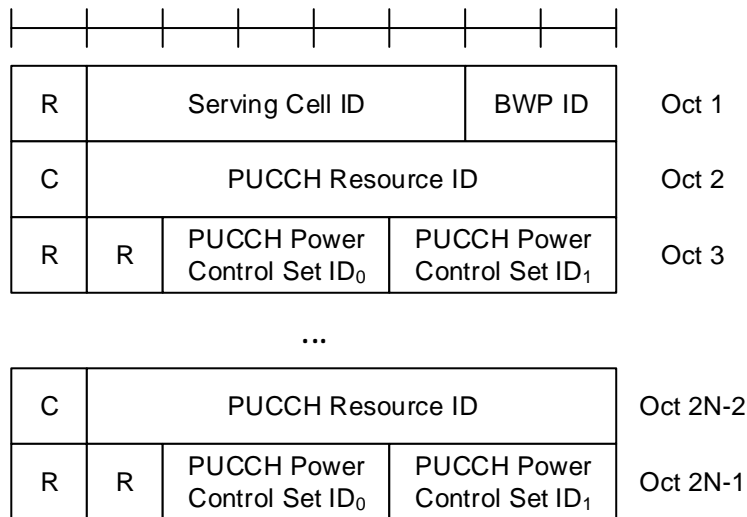 R Serving Cell ID BWP ID Oct 1
C PUCCH Resource ID Oct 2
R R PUCCH Power Control Set ID₀ PUCCH Power Control Set ID₁ Oct 3
...
C PUCCH Resource ID Oct 2N-2
R R PUCCH Power Control Set ID₀ PUCCH Power Control Set ID₁ Oct 2N-1